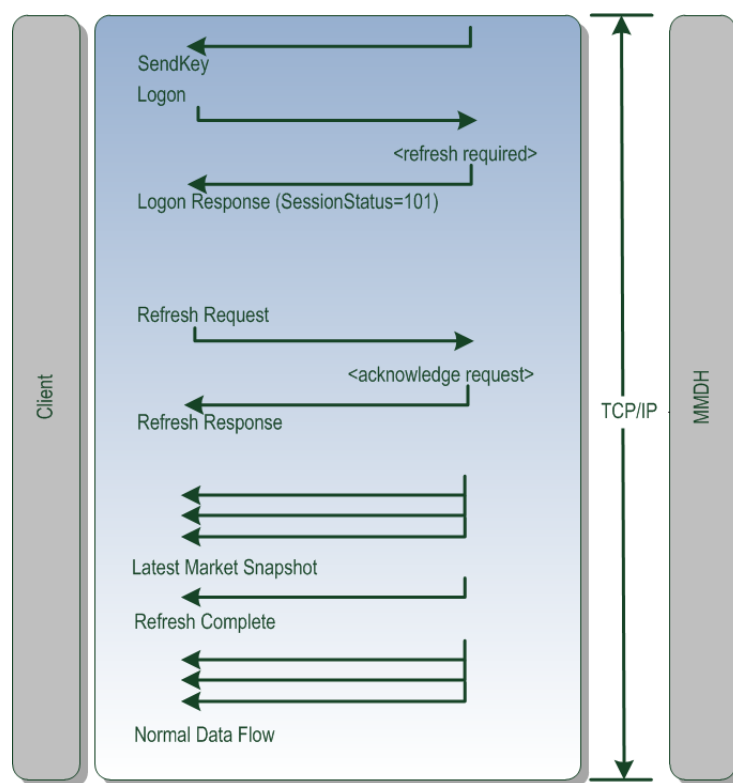 SendKey
Logon
<refresh required>
Logon Response (SessionStatus=101)
Refresh Request
<acknowledge request>
Refresh Response
Latest Market Snapshot
Refresh Complete
Normal Data Flow
Client
TCP/IP
MMDH